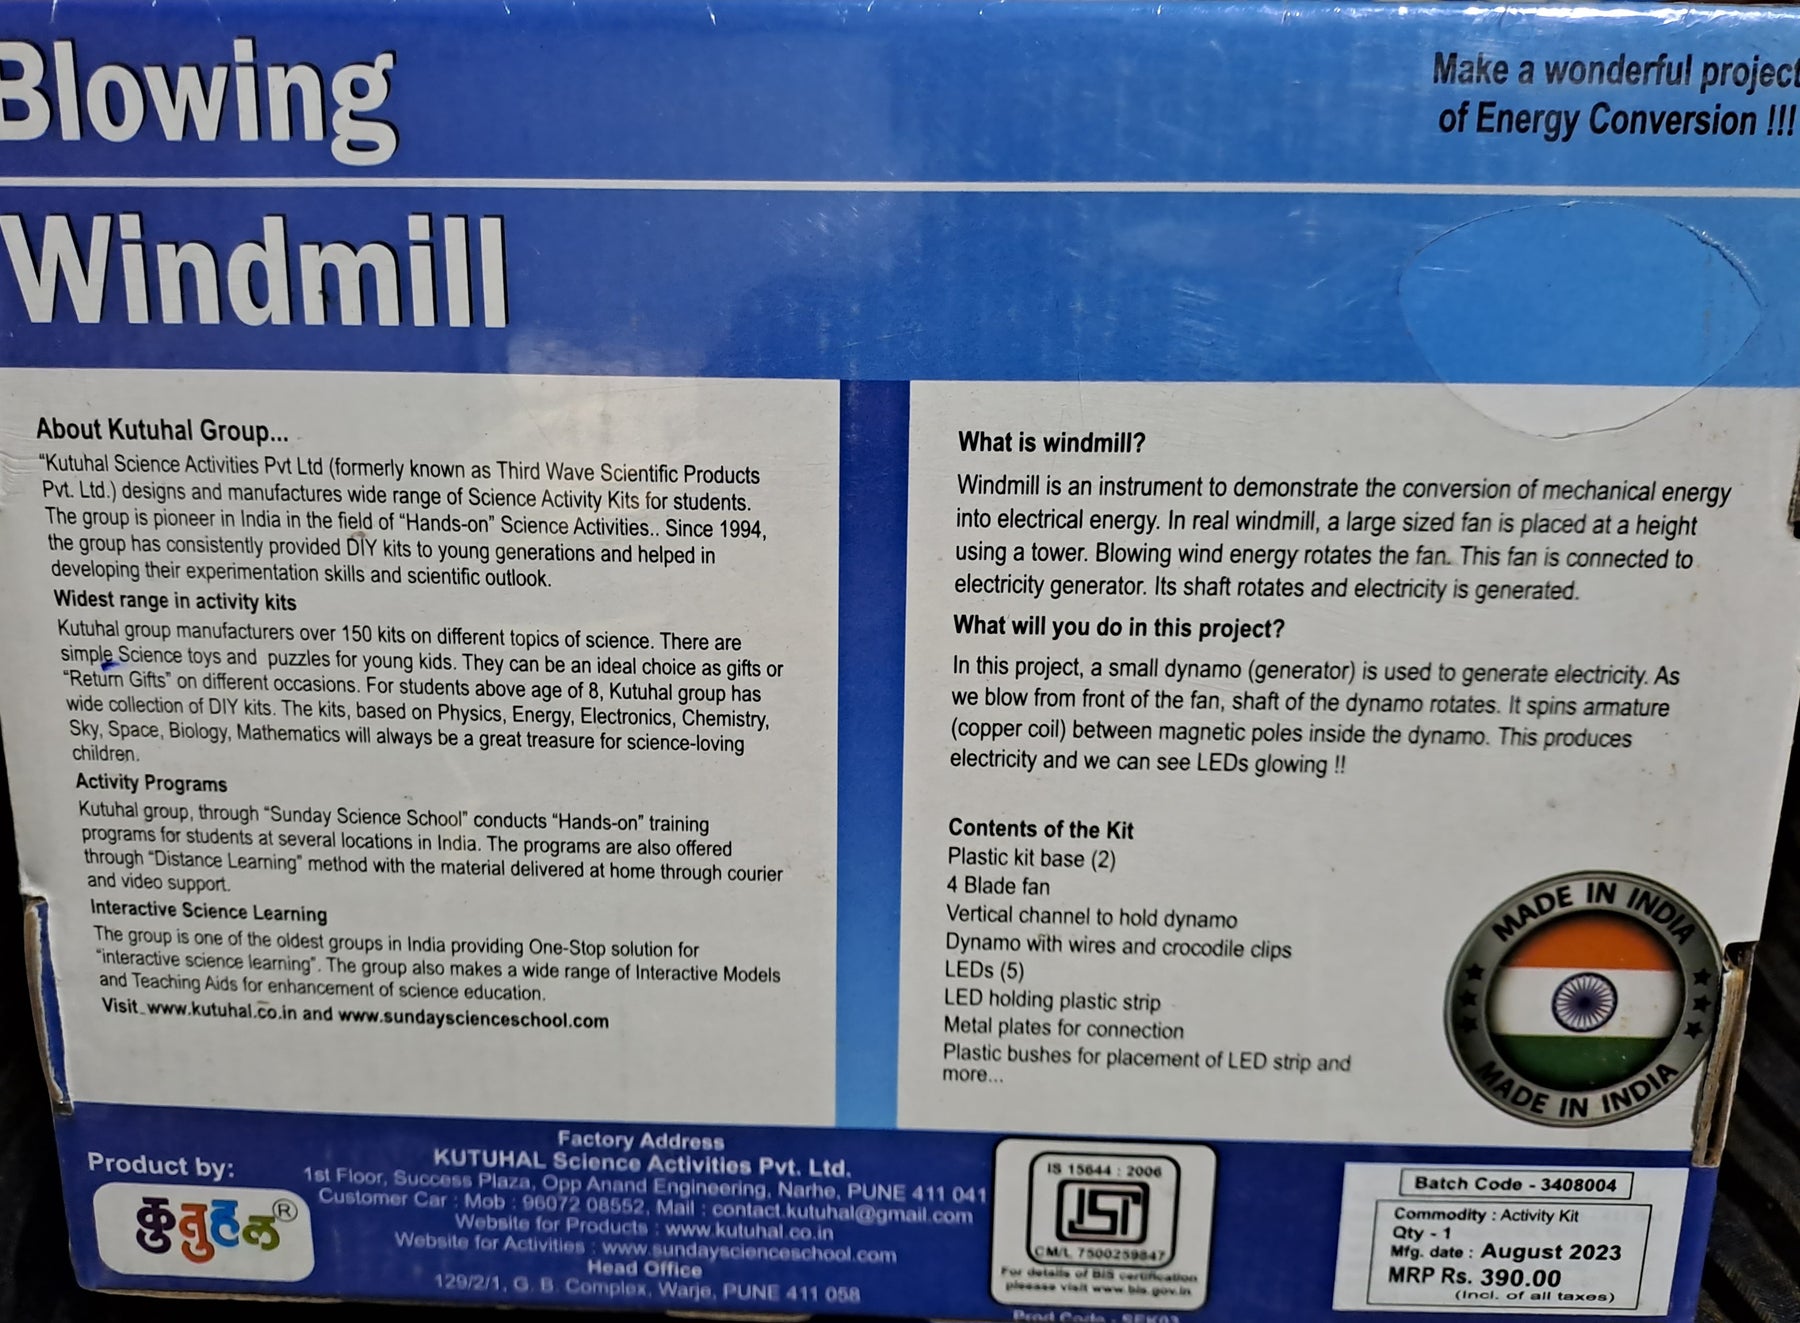 Blowing
Windmill
Make a wonderful project
of Energy Conversion !!!
About Kutuhal Group...
“Kutuhal Science Activities Pvt Ltd (formerly known as Third Wave Scientific Products
Pvt. Ltd.) designs and manufactures wide range of Science Activity Kits for students.
The group is pioneer in India in the field of “Hands-on” Science Activities.. Since 1994,
the group has consistently provided DIY kits to young generations and helped in
developing their experimentation skills and scientific outlook.
Widest range in activity kits
Kutuhal group manufacturers over 150 kits on different topics of science. There are
simple Science toys and puzzles for young kids. They can be an ideal choice as gifts or
“Return Gifts” on different occasions. For students above age of 8, Kutuhal group has
wide collection of DIY kits. The kits, based on Physics, Energy, Electronics, Chemistry,
Sky, Space, Biology, Mathematics will always be a great treasure for science-loving
children.
Activity Programs
Kutuhal group, through “Sunday Science School” conducts “Hands-on” training
programs for students at several locations in India. The programs are also offered
through “Distance Learning” method with the material delivered at home through courier
and video support.
Interactive Science Learning
The group is one of the oldest groups in India providing One-Stop solution for
“interactive science learning”. The group also makes a wide range of Interactive Models
and Teaching Aids for enhancement of science education.
Visit www.kutuhal.co.in and www.sundayscienceschool.com
What is windmill?
Windmill is an instrument to demonstrate the conversion of mechanical energy
into electrical energy. In real windmill, a large sized fan is placed at a height
using a tower. Blowing wind energy rotates the fan. This fan is connected to
electricity generator. Its shaft rotates and electricity is generated.
What will you do in this project?
In this project, a small dynamo (generator) is used to generate electricity. As
we blow from front of the fan, shaft of the dynamo rotates. It spins armature
(copper coil) between magnetic poles inside the dynamo. This produces
electricity and we can see LEDs glowing !!
Contents of the Kit
Plastic kit base (2)
4 Blade fan
Vertical channel to hold dynamo
Dynamo with wires and crocodile clips
LEDs (5)
LED holding plastic strip
Metal plates for connection
Plastic bushes for placement of LED strip and
more...
MADE IN INDIA
MADE IN INDIA
Product by:
कुतुहल®
Factory Address
KUTUHAL Science Activities Pvt. Ltd.
1st Floor, Success Plaza, Opp Anand Engineering, Narhe, PUNE 411 041
Customer Car : Mob : 96072 08552, Mail : contact.kutuhal@gmail.com
Website for Products : www.kutuhal.co.in
Website for Activities : www.sundayscienceschool.com
Head Office
129/2/1, G. B. Complex, Warje, PUNE 411 058
IS 15644 : 2006
ISI
CM/L 7500259847
For details of BIS certification
pleease visit www.bis.gov.in
Prod Code - SEK03
Batch Code - 3408004
Commodity : Activity Kit
Qty - 1
Mfg. date : August 2023
MRP Rs. 390.00
(Incl. of all taxes)